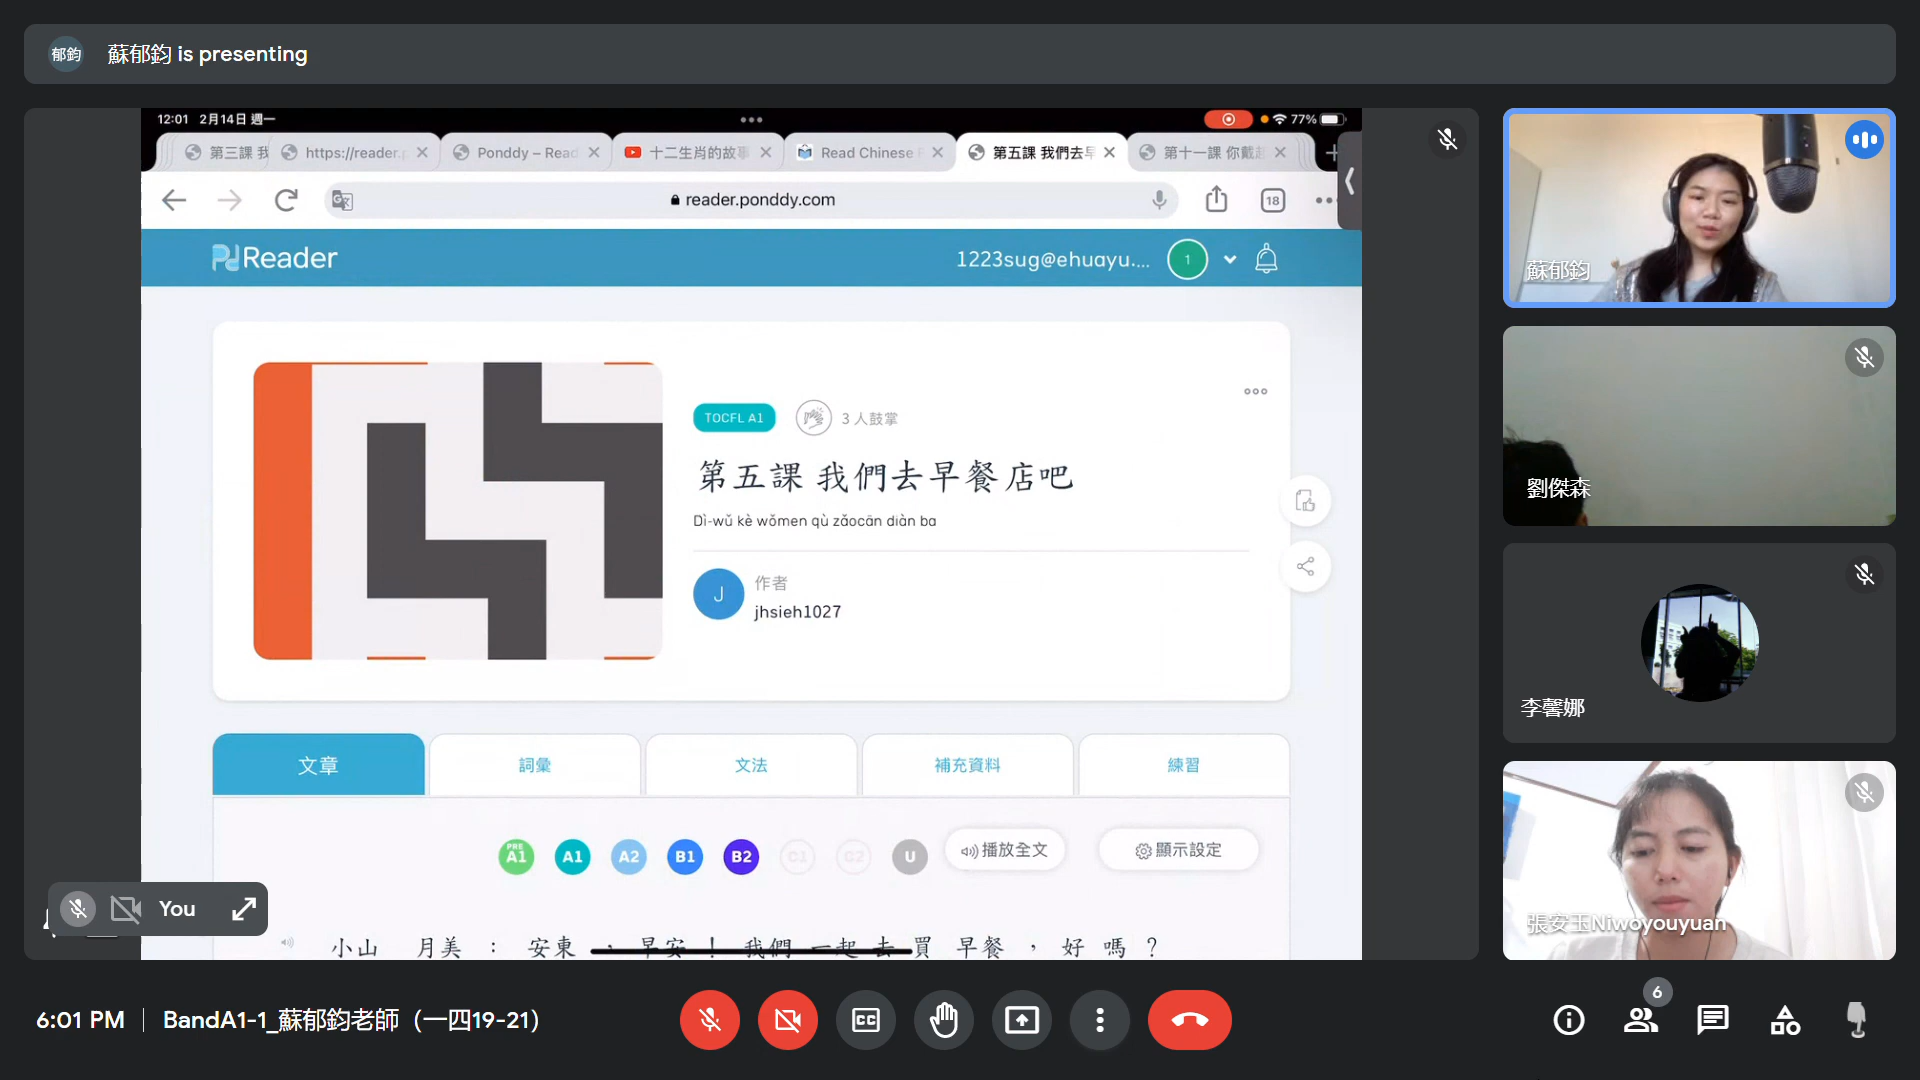 郁鈞 蘇郁鈞 is presenting
12:01 2月14日 週一
77%
第三課 我
https://reader.p
Ponddy – Read
十二生肖的故事
Read Chinese F
第五課 我們去早
第十一課 你戴起
reader.ponddy.com
18
Reader
1223sug@ehuayu....
1
TOCFL A1
3 人鼓掌
第五課 我們去早餐店吧
Dì-wǔ kè wǒmen qù zǎocān diàn ba
J
作者
jhsieh1027
文章 詞彙 文法 補充資料 練習
PRE A1 A1 A2 B1 B2 C1 C2 U 播放全文 顯示設定
小山 月美 : 安東 , 早安 ! 我們 一起 去 買 早餐 , 好 嗎 ?
You
蘇郁鈞
劉傑森
李馨娜
張安玉Niwoyouyuan
6:01 PM BandA1-1_蘇郁鈞老師(一四19-21)
CC
6